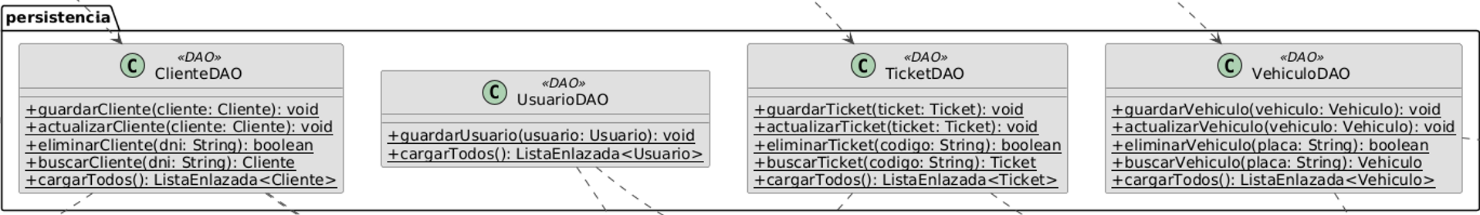 persistencia
C
«DAO»
ClienteDAO
+guardarCliente(cliente: Cliente): void
+actualizarCliente(cliente: Cliente): void
+eliminarCliente(dni: String): boolean
+buscarCliente(dni: String): Cliente
+cargarTodos(): ListaEnlazada<Cliente>
C
«DAO»
UsuarioDAO
+guardarUsuario(usuario: Usuario): void
+cargarTodos(): ListaEnlazada<Usuario>
C
«DAO»
TicketDAO
+guardarTicket(ticket: Ticket): void
+actualizarTicket(ticket: Ticket): void
+eliminarTicket(codigo: String): boolean
+buscarTicket(codigo: String): Ticket
+cargarTodos(): ListaEnlazada<Ticket>
C
«DAO»
VehiculoDAO
+guardarVehiculo(vehiculo: Vehiculo): void
+actualizarVehiculo(vehiculo: Vehiculo): void
+eliminarVehiculo(placa: String): boolean
+buscarVehiculo(placa: String): Vehiculo
+cargarTodos(): ListaEnlazada<Vehiculo>